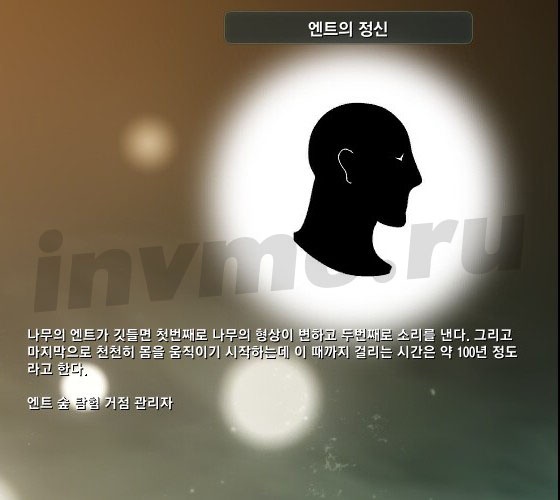 엔트의 정신
invmo.ru
나무의 엔트가 깃들면 첫번째로 나무의 형상이 변하고 두번째로 소리를 낸다. 그리고
마지막으로 천천히 몸을 움직이기 시작하는데 이 때까지 걸리는 시간은 약 100년 정도
라고 한다.
엔트 숲 탐험 거점 관리자